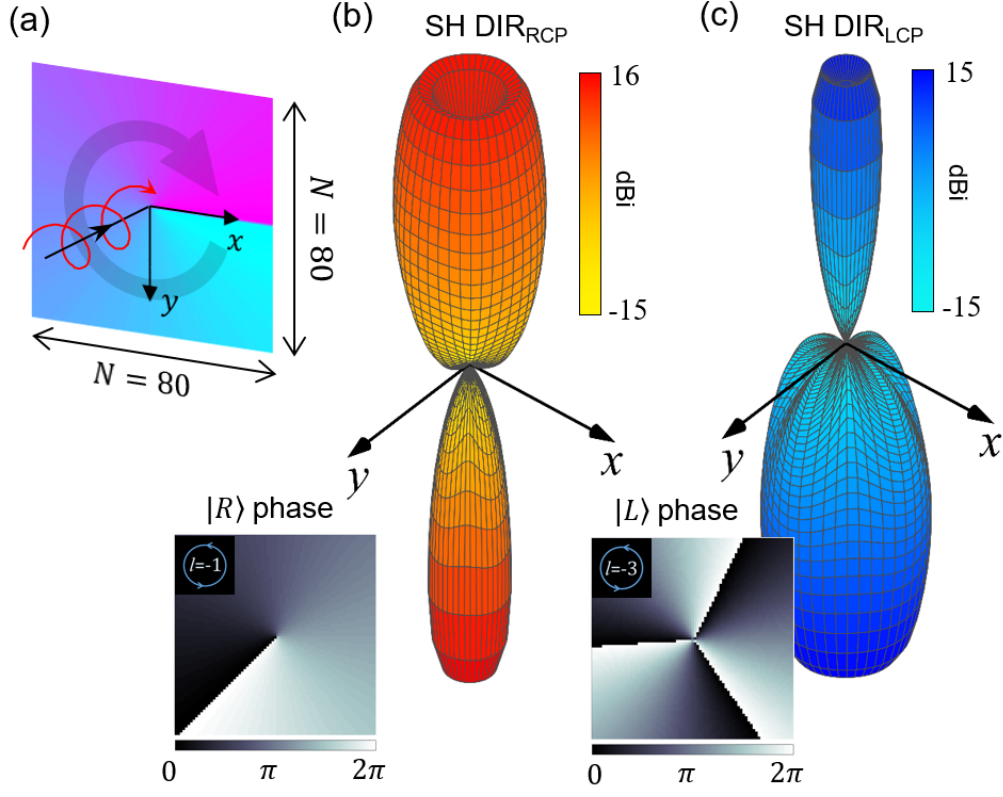 (a)
x
y
N = 80
N = 80
(b)
SH DIR_RCP
16
dBi
-15
y
x
|R⟩ phase
l=-1
0
π
2π
(c)
SH DIR_LCP
15
dBi
-15
y
x
|L⟩ phase
l=-3
0
π
2π